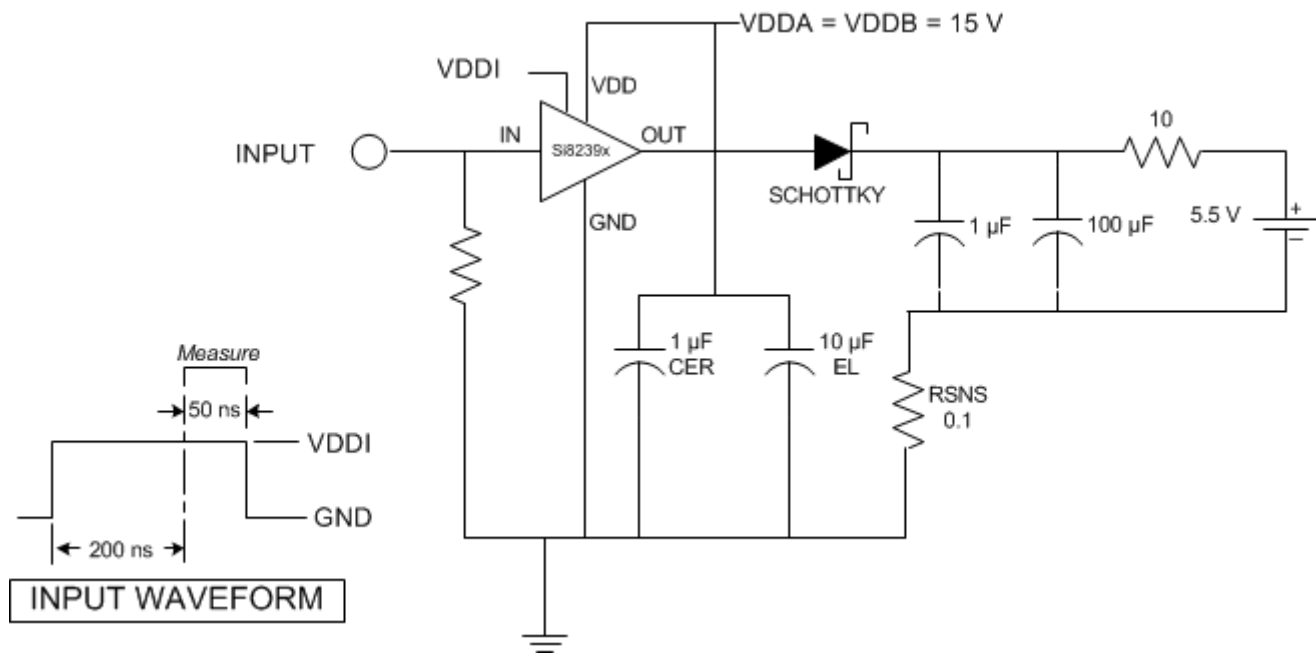 VDDA = VDDB = 15 V
VDDI
VDD
10
INPUT
IN
Si8239x
OUT
SCHOTTKY
GND
1 µF
100 µF
5.5 V
+
−
Measure
50 ns
1 µF
CER
10 µF
EL
RSNS
0.1
VDDI
GND
200 ns
INPUT WAVEFORM